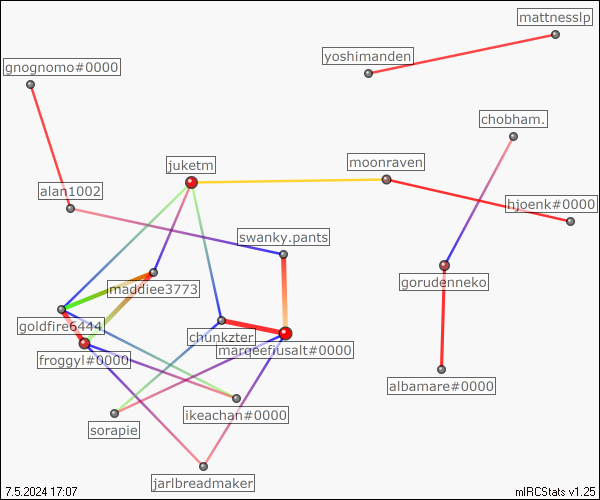 mattnesslp
yoshimanden
gnognomo#0000
chobham.
juketm
moonraven
alan1002
hjoenk#0000
swanky.pants
maddiee3773
gorudenneko
goldfire6444
chunkzter
marqeefiusalt#0000
froggyl#0000
albamare#0000
ikeachan#0000
sorapie
jarlbreadmaker
7.5.2024 17:07
mIRCStats v1.25